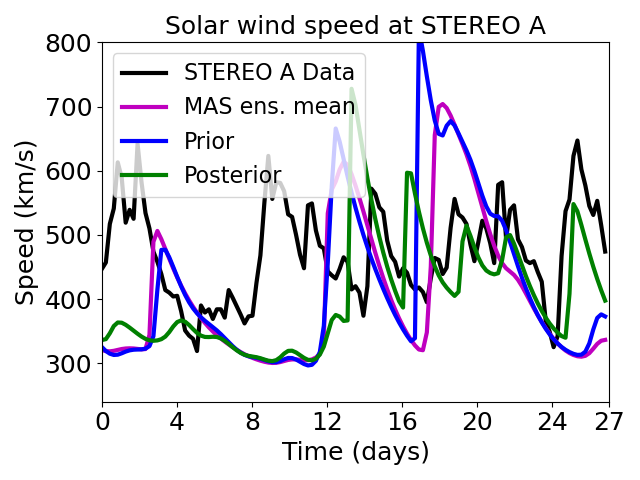 Solar wind speed at STEREO A
800
700
600
500
400
300
Speed (km/s)
STEREO A Data
MAS ens. mean
Prior
Posterior
0 4 8 12 16 20 24 27
Time (days)